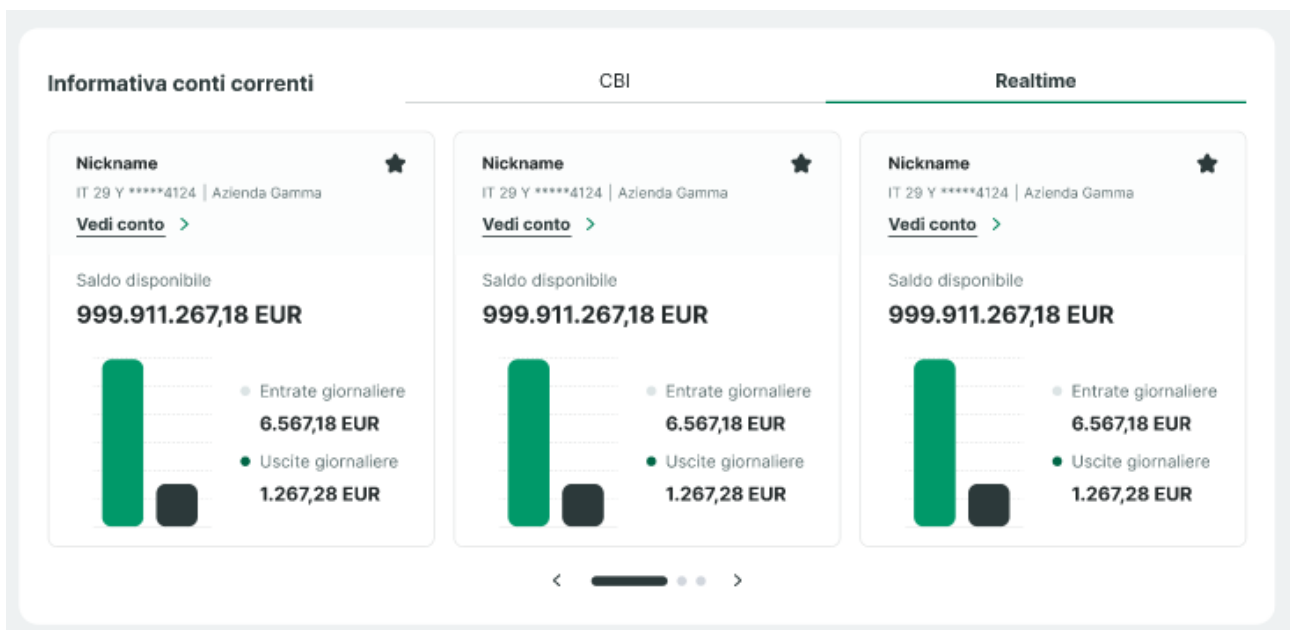 Informativa conti correnti
CBI
Realtime
Nickname
IT 29 Y *****4124 | Azienda Gamma
Vedi conto
Saldo disponibile
999.911.267,18 EUR
Entrate giornaliere
6.567,18 EUR
Uscite giornaliere
1.267,28 EUR
Nickname
IT 29 Y *****4124 | Azienda Gamma
Vedi conto
Saldo disponibile
999.911.267,18 EUR
Entrate giornaliere
6.567,18 EUR
Uscite giornaliere
1.267,28 EUR
Nickname
IT 29 Y *****4124 | Azienda Gamma
Vedi conto
Saldo disponibile
999.911.267,18 EUR
Entrate giornaliere
6.567,18 EUR
Uscite giornaliere
1.267,28 EUR